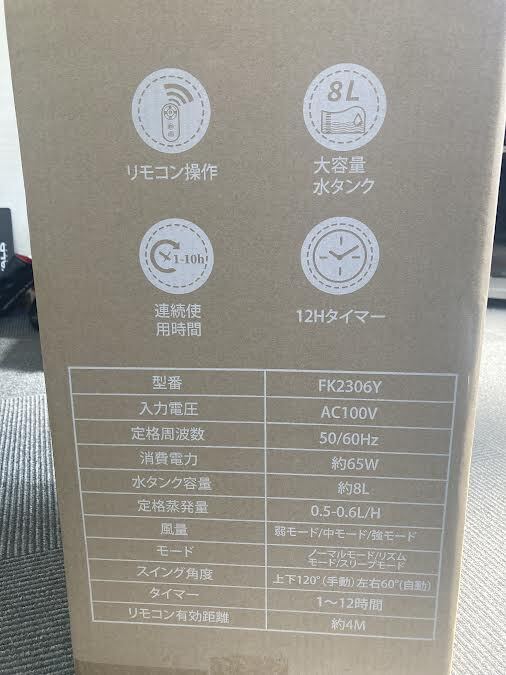 8L
リモコン操作
大容量
水タンク
1-10h
連続使
用時間
12Hタイマー
型番 FK2306Y
入力電圧 AC100V
定格周波数 50/60Hz
消費電力 約65W
水タンク容量 約8L
定格蒸発量 0.5-0.6L/H
風量 弱モード/中モード/強モード
モード ノーマルモード/リズム
モード/スリープモード
スイング角度 上下120°(手動)左右60°(自動)
タイマー 1〜12時間
リモコン有効距離 約4M